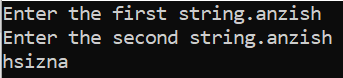 Enter the first string.anzish
Enter the second string.anzish
hsizna